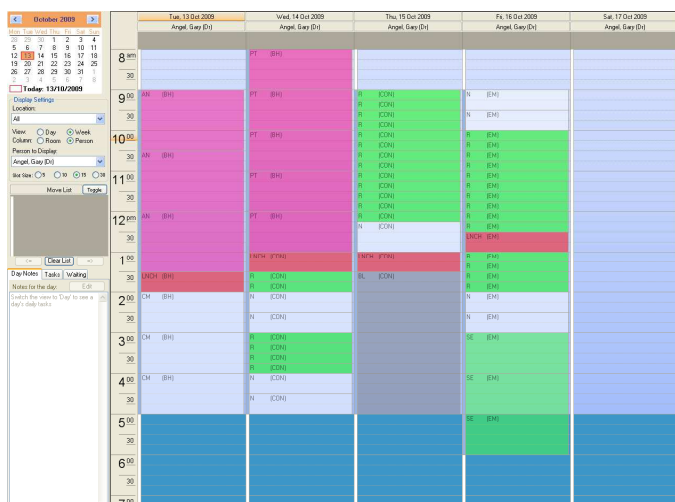 October 2009
Mon Tue Wed Thu Fri Sat Sun
28 29 30 1 2 3 4
5 6 7 8 9 10 11
12 13 14 15 16 17 18
19 20 21 22 23 24 25
26 27 28 29 30 31 1
2 3 4 5 6 7 8
Today: 13/10/2009
Display Settings
Location:
All
View: Day Week
Column: Room Person
Person to Display:
Angel, Gary (Dr)
Slot Size: 5 10 15 30
Move List Toggle
<= Clear List =>
Day Notes Tasks Waiting
Notes for the day: Edit
Switch the view to 'Day' to see a
day's daily tasks
Tue, 13 Oct 2009 Wed, 14 Oct 2009 Thu, 15 Oct 2009 Fri, 16 Oct 2009 Sat, 17 Oct 2009
Angel, Gary (Dr) Angel, Gary (Dr) Angel, Gary (Dr) Angel, Gary (Dr) Angel, Gary (Dr)
8 am PT (BH)
30
9 00 AN (BH) PT (BH) R (CON) N (EM)
R (CON)
30 R (CON) N (EM)
R (CON)
10 00 PT (BH) R (CON) R (EM)
R (CON) R (EM)
30 AN (BH) R (CON) R (EM)
R (CON) R (EM)
11 00 PT (BH) R (CON) R (EM)
R (CON) R (EM)
30 R (CON) R (EM)
R (CON) R (EM)
12 pm AN (BH) PT (BH) R (CON) R (EM)
N (CON) R (EM)
30 LNCH (EM)
1 00 LNCH (CON) LNCH (CON) R (EM)
R (EM)
30 LNCH (BH) R (CON) BL (CON) R (EM)
R (CON) R (EM)
2 00 CM (BH) N (CON) N (EM)
30 N (CON) N (EM)
3 00 CM (BH) R (CON) SE (EM)
R (CON)
30 R (CON)
R (CON)
4 00 CM (BH) N (CON) SE (EM)
30 N (CON)
5 00 SE (EM)
30
6 00
30
7 00